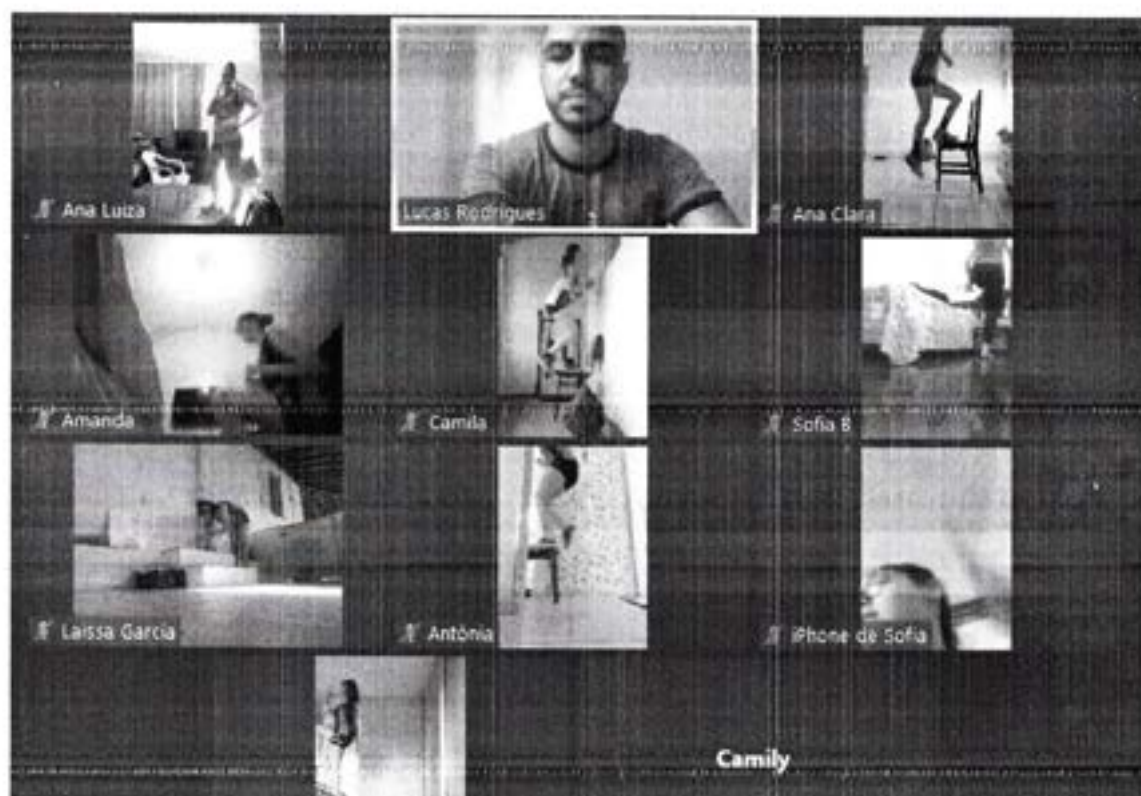 Ana Luiza
Lucas Rodrigues
Ana Clara
Amanda
Camila
Sofia B
Laissa Garcia
Antônia
iPhone de Sofia
Camily